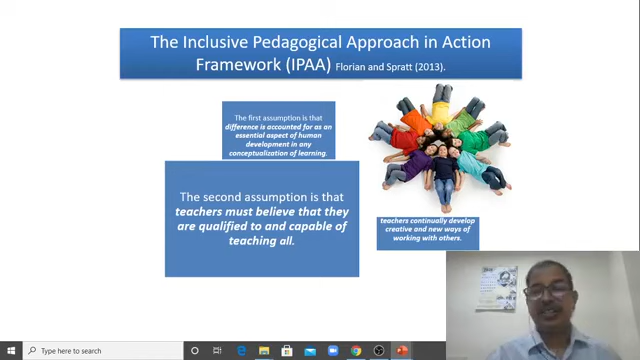 The Inclusive Pedagogical Approach in Action
Framework (IPAA) Florian and Spratt (2013).
The first assumption is that
difference is accounted for as an
essential aspect of human
development in any
conceptualization of learning.
The second assumption is that
teachers must believe that they
are qualified to and capable of
teaching all.
teachers continually develop
creative and new ways of
working with others.
Type here to search